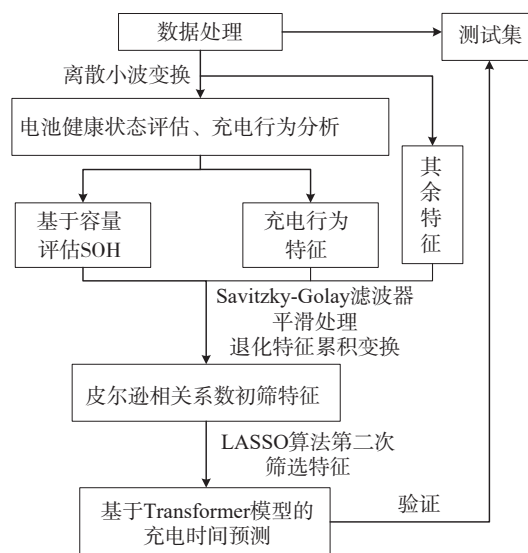 数据处理
测试集
离散小波变换
电池健康状态评估、充电行为分析
其
余
特
征
基于容量
评估SOH
充电行为
特征
Savitzky-Golay滤波器
平滑处理
退化特征累积变换
皮尔逊相关系数初筛特征
LASSO算法第二次
筛选特征
基于Transformer模型的
充电时间预测
验证